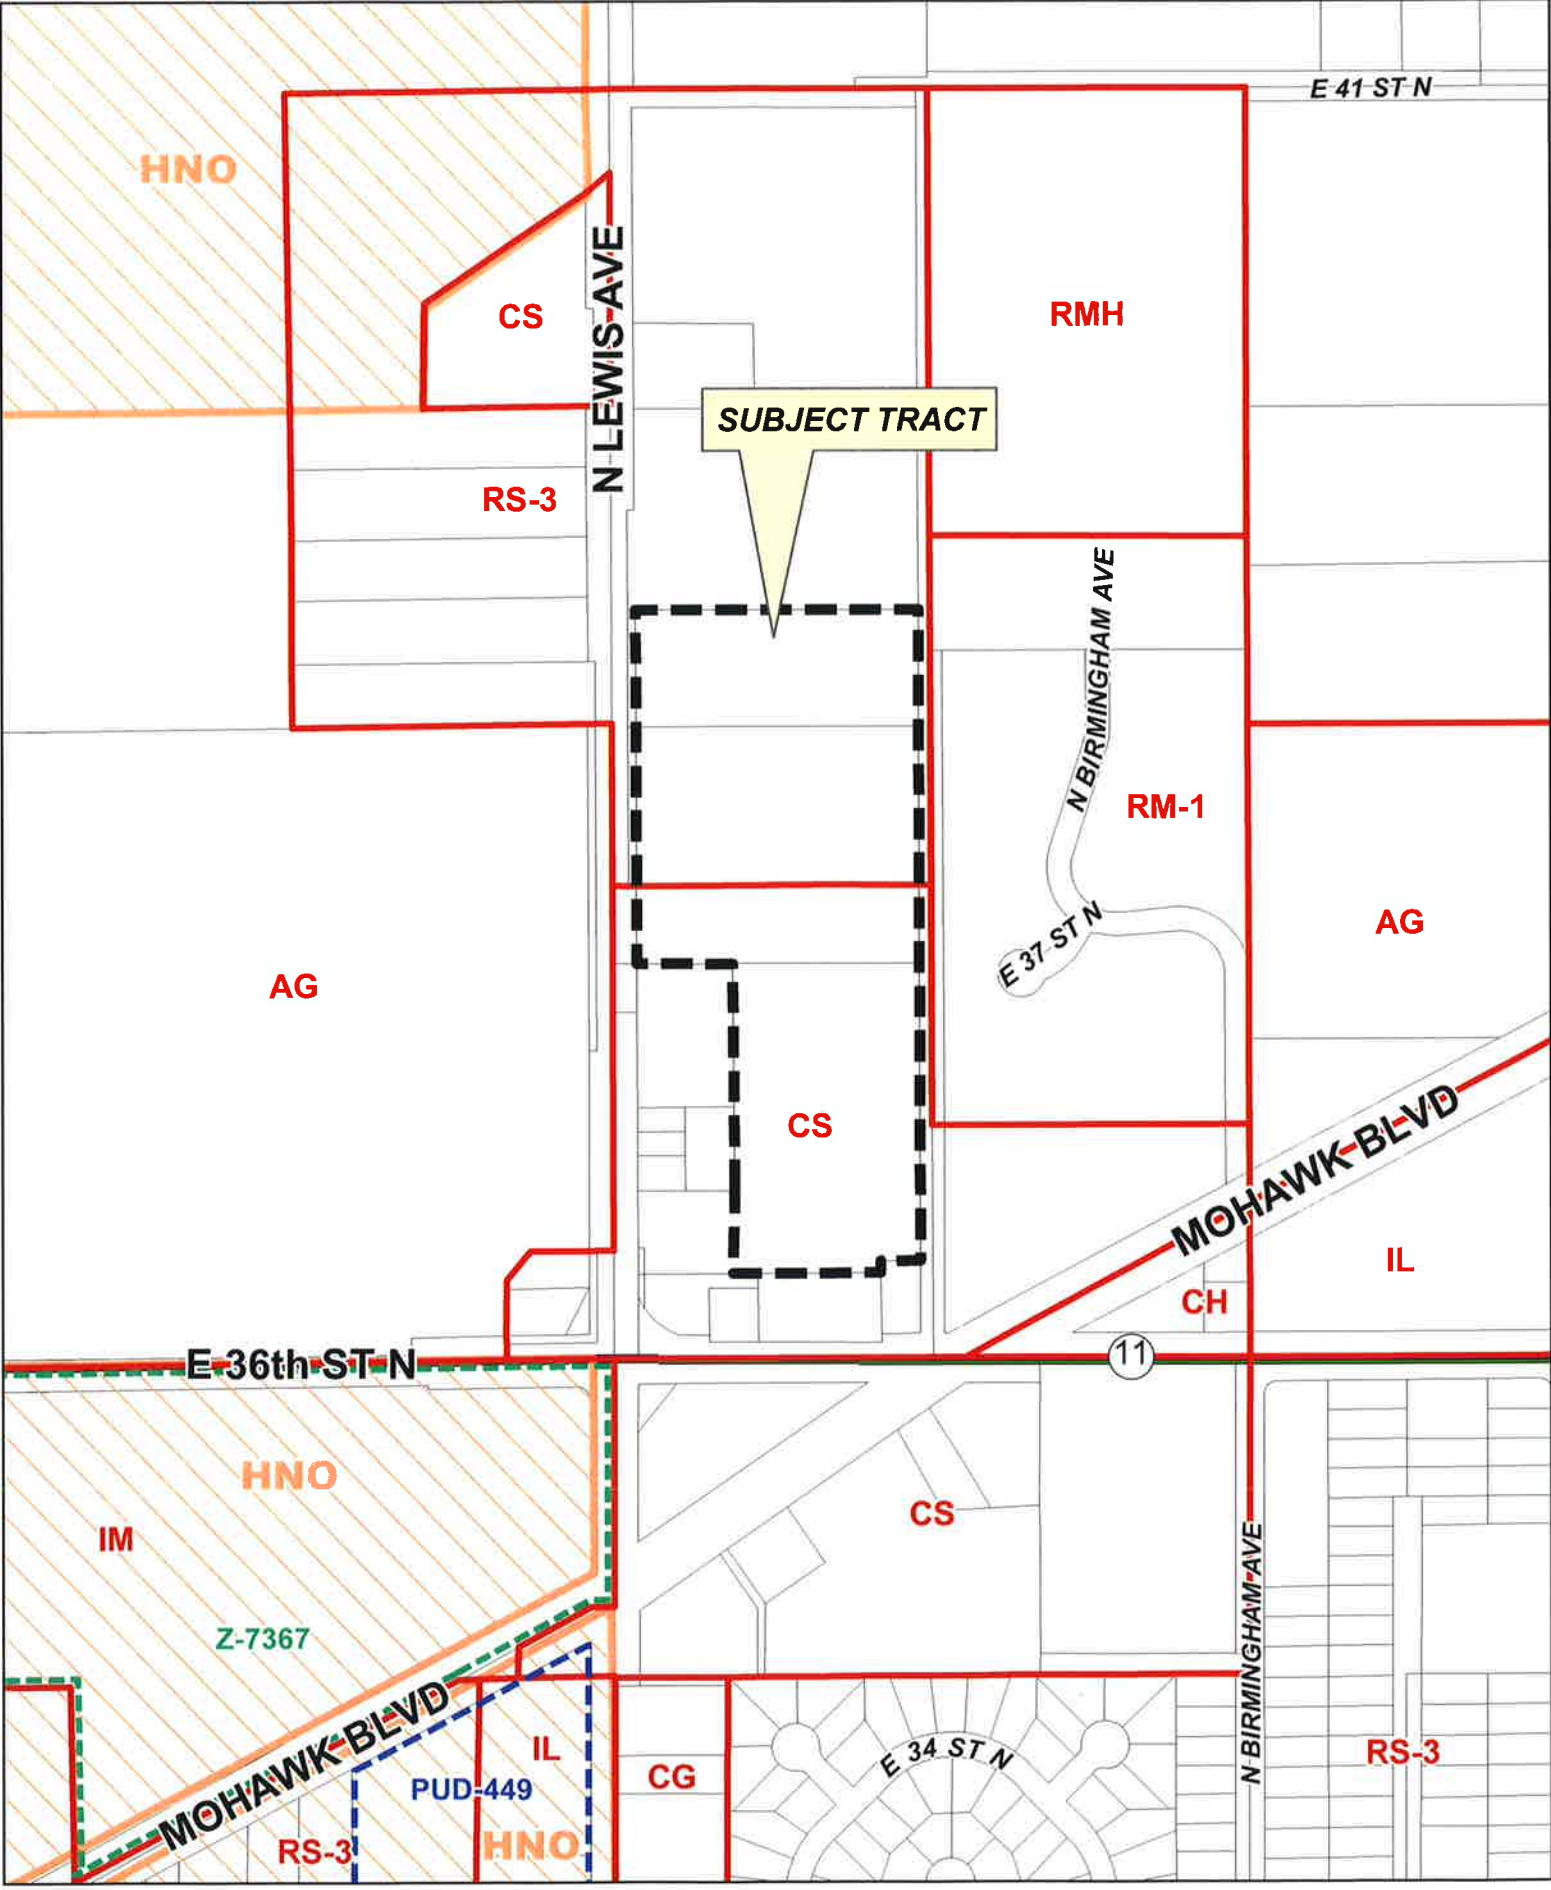 E 41 ST N
HNO
CS
N LEWIS AVE
RMH
SUBJECT TRACT
RS-3
N BIRMINGHAM AVE
RM-1
AG
E 37 ST N
AG
CS
MOHAWK BLVD
IL
CH
E 36th ST N
11
HNO
CS
IM
Z-7367
N BIRMINGHAM AVE
MOHAWK BLVD
IL
E 34 ST N
RS-3
CG
PUD-449
HNO
RS-3